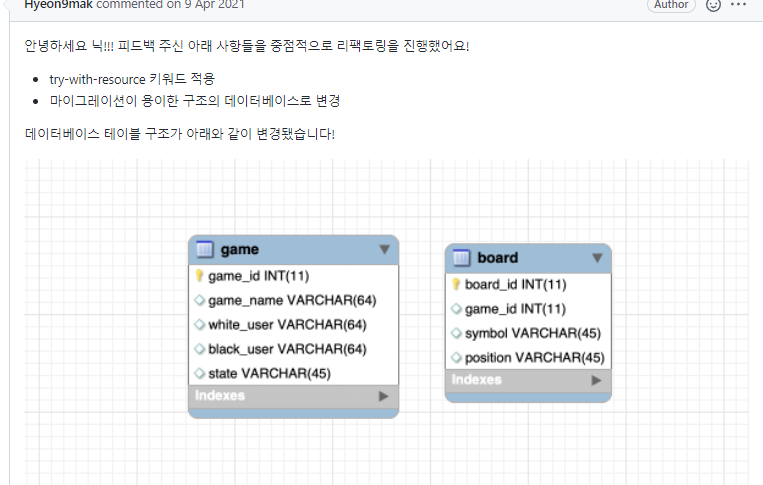 Hyeon9mak commented on 9 Apr 2021
Author
안녕하세요 닉!!! 피드백 주신 아래 사항들을 중점적으로 리팩토링을 진행했어요!
try-with-resource 키워드 적용
마이그레이션이 용이한 구조의 데이터베이스로 변경
데이터베이스 테이블 구조가 아래와 같이 변경됐습니다!
game
game_id INT(11)
game_name VARCHAR(64)
white_user VARCHAR(64)
black_user VARCHAR(64)
state VARCHAR(45)
Indexes
board
board_id INT(11)
game_id INT(11)
symbol VARCHAR(45)
position VARCHAR(45)
Indexes